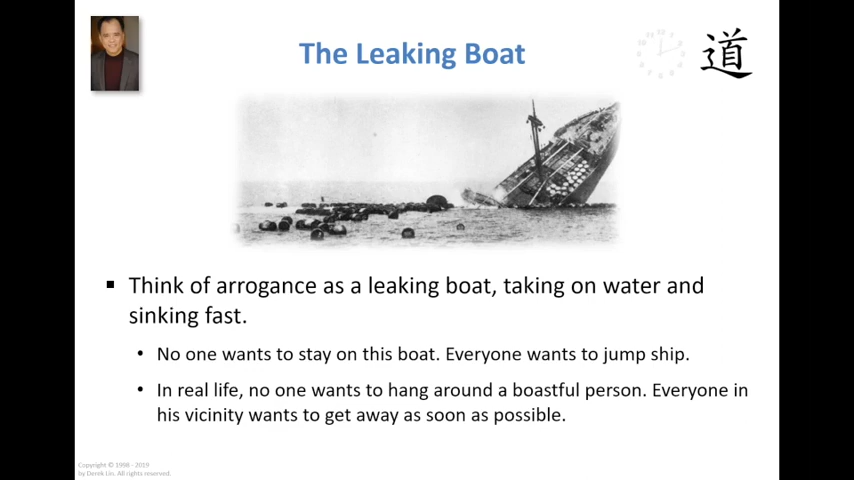 The Leaking Boat
道
▪ Think of arrogance as a leaking boat, taking on water and
sinking fast.
• No one wants to stay on this boat. Everyone wants to jump ship.
• In real life, no one wants to hang around a boastful person. Everyone in
his vicinity wants to get away as soon as possible.
Copyright © 1998 - 2019
by Derek Lin. All rights reserved.